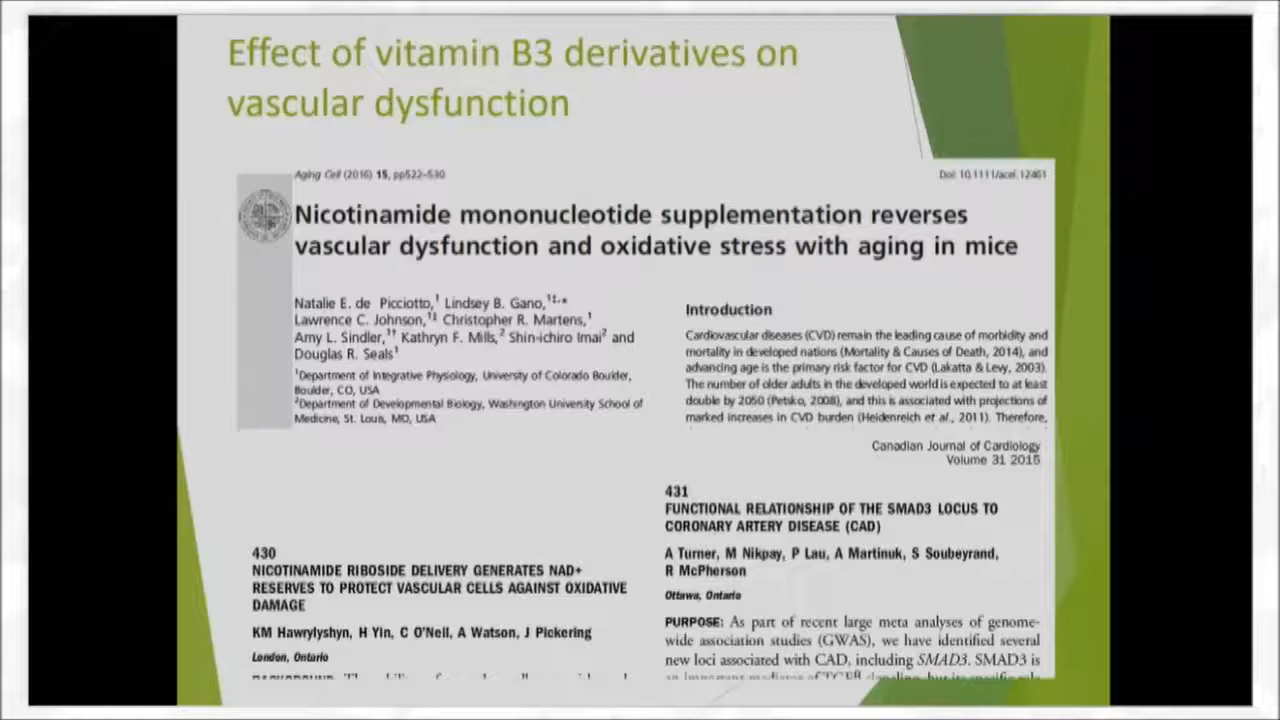 Effect of vitamin B3 derivatives on
vascular dysfunction
Aging Cell (2016) 15, pp522–530
Doi: 10.1111/acel.12461
Nicotinamide mononucleotide supplementation reverses
vascular dysfunction and oxidative stress with aging in mice
Natalie E. de Picciotto,¹ Lindsey B. Gano,¹‡,*
Lawrence C. Johnson,¹‡ Christopher R. Martens,¹
Amy L. Sindler,¹† Kathryn F. Mills,² Shin-ichiro Imai² and
Douglas R. Seals¹
¹Department of Integrative Physiology, University of Colorado Boulder,
Boulder, CO, USA
²Department of Developmental Biology, Washington University School of
Medicine, St. Louis, MO, USA
Introduction
Cardiovascular diseases (CVD) remain the leading cause of morbidity and
mortality in developed nations (Mortality & Causes of Death, 2014), and
advancing age is the primary risk factor for CVD (Lakatta & Levy, 2003).
The number of older adults in the developed world is expected to at least
double by 2050 (Petsko, 2008), and this is associated with projections of
marked increases in CVD burden (Heidenreich et al., 2011). Therefore,
Canadian Journal of Cardiology
Volume 31 2015
430
NICOTINAMIDE RIBOSIDE DELIVERY GENERATES NAD+
RESERVES TO PROTECT VASCULAR CELLS AGAINST OXIDATIVE
DAMAGE
KM Hawrylyshyn, H Yin, C O'Neil, A Watson, J Pickering
London, Ontario
431
FUNCTIONAL RELATIONSHIP OF THE SMAD3 LOCUS TO
CORONARY ARTERY DISEASE (CAD)
A Turner, M Nikpay, P Lau, A Martinuk, S Soubeyrand,
R McPherson
Ottawa, Ontario
PURPOSE: As part of recent large meta analyses of genome-
wide association studies (GWAS), we have identified several
new loci associated with CAD, including SMAD3. SMAD3 is